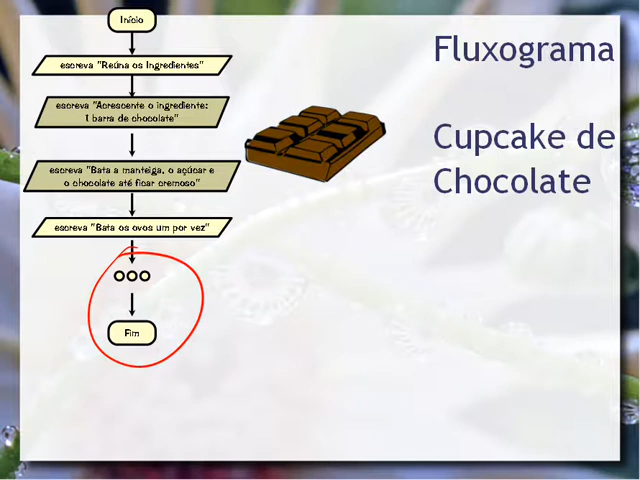 Início
escreva "Reúna os Ingredientes"
escreva "Acrescente o ingrediente:
1 barra de chocolate"
escreva "Bata a manteiga, o açúcar e
o chocolate até ficar cremoso"
escreva "Bata os ovos um por vez"
Fim
Fluxograma
Cupcake de
Chocolate